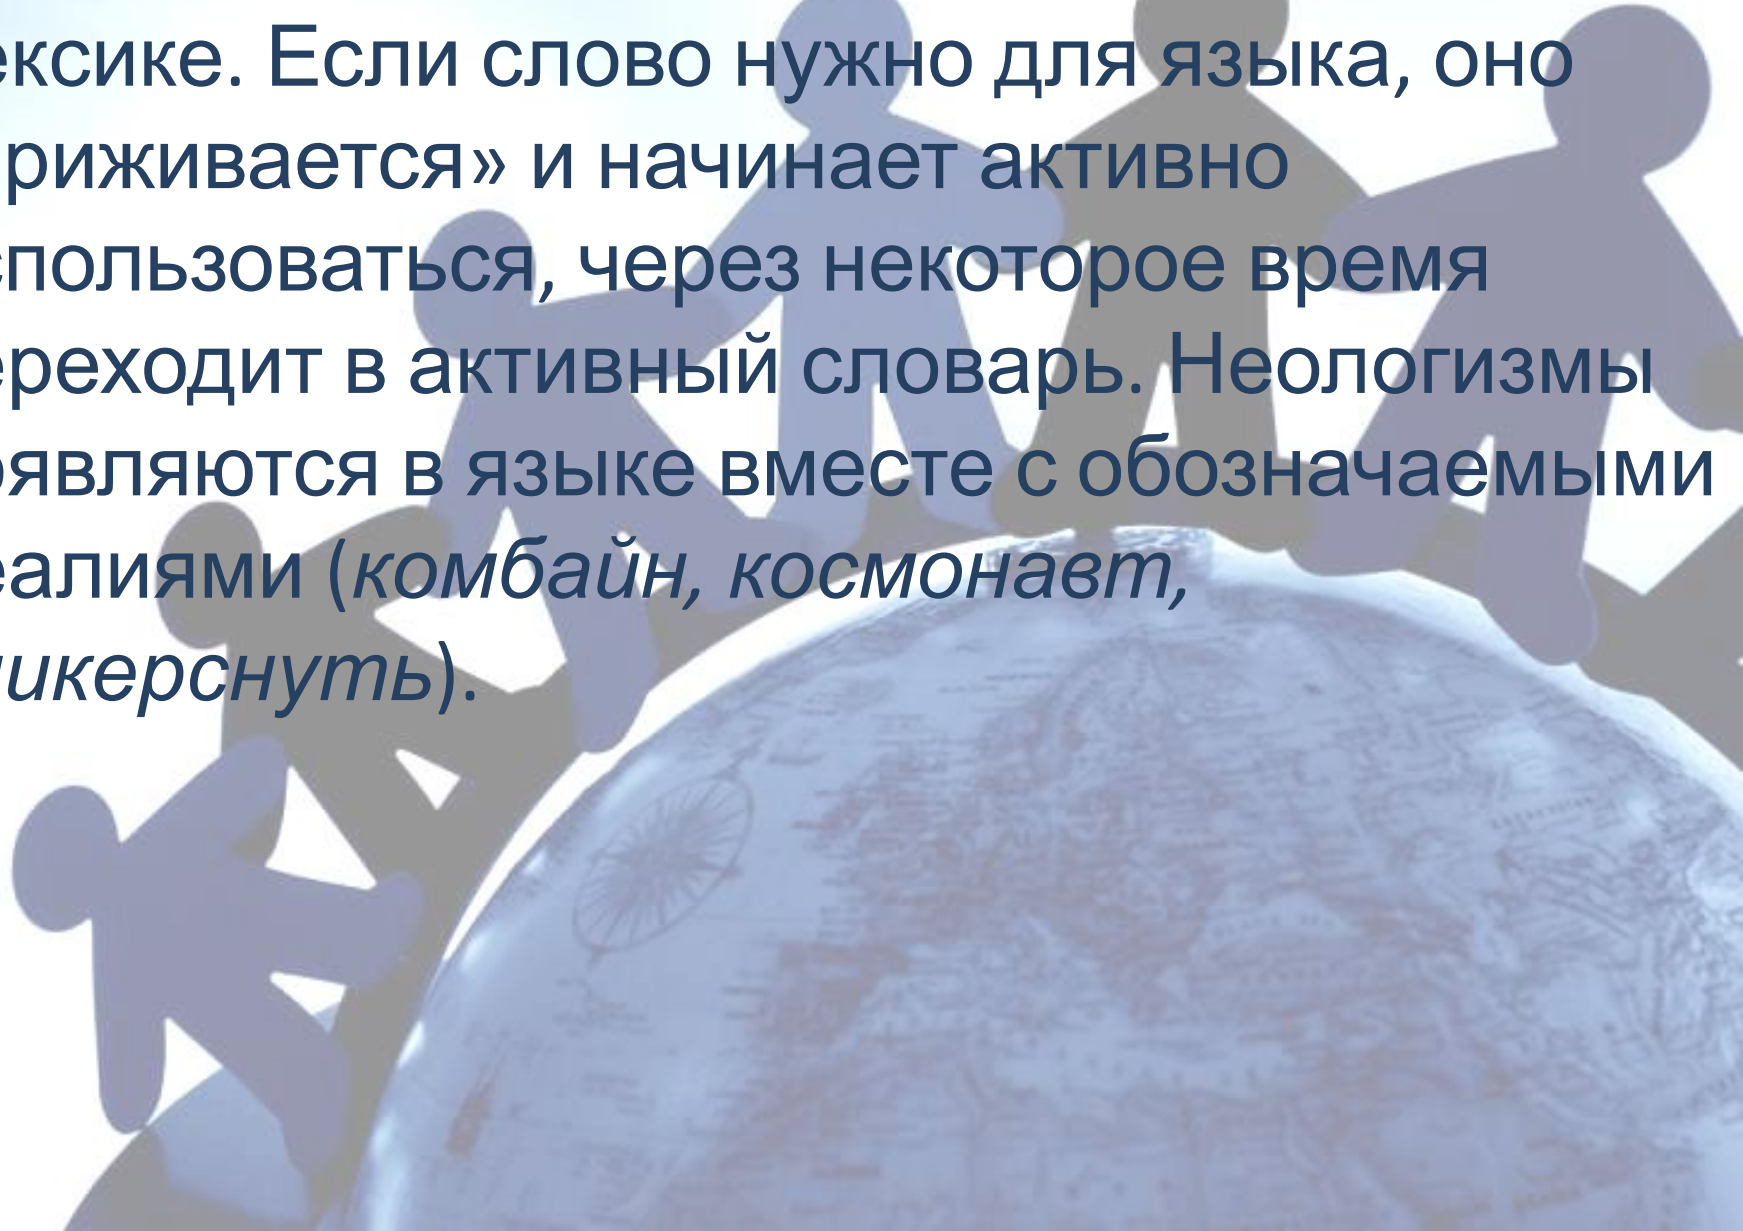 ексике. Если слово нужно для языка, оно
риживается» и начинает активно
спользоваться, через некоторое время
ереходит в активный словарь. Неологизмы
оявляются в языке вместе с обозначаемыми
еалиями (комбайн, космонавт,
икерснуть).